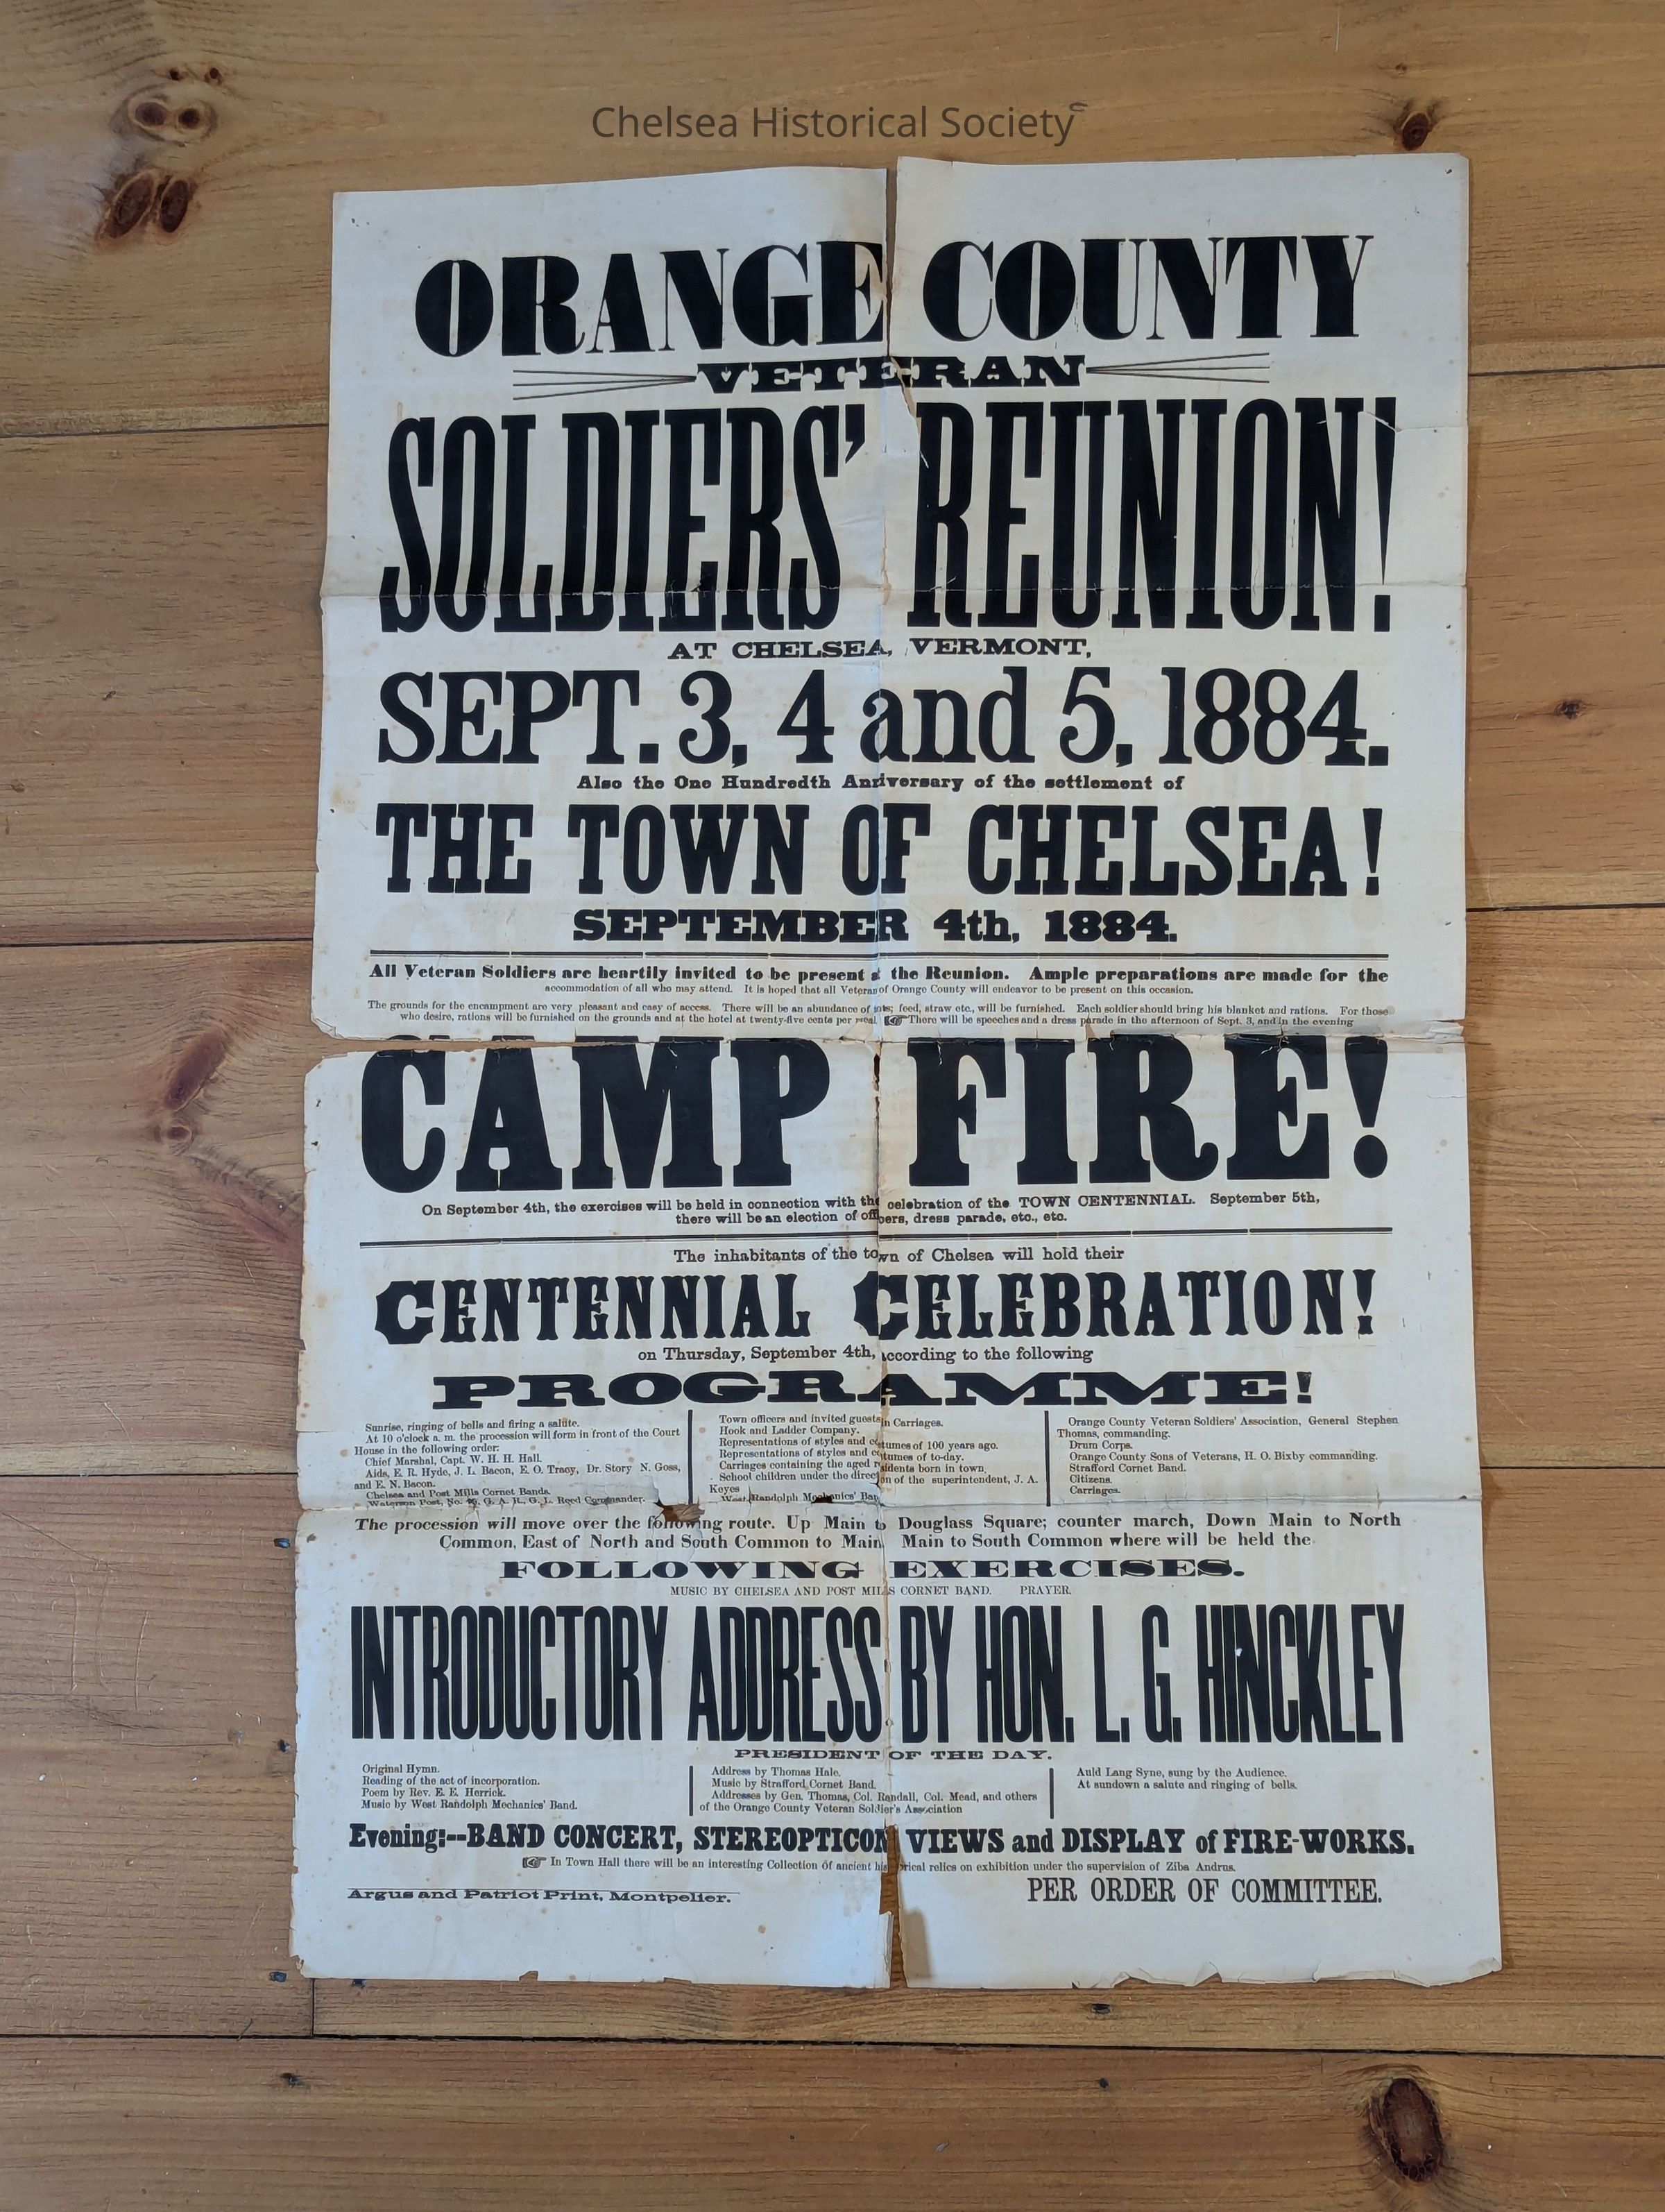 Chelsea Historical Society
ORANGE COUNTY
VETERAN
SOLDIERS' REUNION!
AT CHELSEA, VERMONT,
SEPT. 3, 4 and 5, 1884.
Also the One Hundredth Anniversary of the settlement of
THE TOWN OF CHELSEA!
SEPTEMBER 4th, 1884.
All Veteran Soldiers are heartily invited to be present the Reunion. Ample preparations are made for the
accommodation of all who may attend. It is hoped that all Veterans of Orange County will endeavor to be present on this occasion.
The grounds for the encampment are very pleasant and easy of access. There will be an abundance of tents; feed, straw etc., will be furnished. Each soldier should bring his blanket and rations. For those
who desire, rations will be furnished on the grounds and at the hotel at twenty-five cents per meal. ☞ There will be speeches and a dress parade in the afternoon of Sept. 3, and in the evening
CAMP FIRE!
On September 4th, the exercises will be held in connection with the celebration of the TOWN CENTENNIAL. September 5th,
there will be an election of officers, dress parade, etc., etc.
The inhabitants of the town of Chelsea will hold their
CENTENNIAL CELEBRATION!
on Thursday, September 4th, according to the following
PROGRAMME!
Sunrise, ringing of bells and firing a salute.
At 10 o'clock a. m. the procession will form in front of the Court
House in the following order:
Chief Marshal, Capt. W. H. H. Hall.
Aids, E. R. Hyde, J. L. Bacon, E. O. Tracy, Dr. Story N. Goss,
and E. N. Bacon.
Chelsea and Post Mills Cornet Bands.
Waterson Post, No. G. A. R., G. L. Reed Commander.
Town officers and invited guests in Carriages.
Hook and Ladder Company.
Representations of styles and costumes of 100 years ago.
Representations of styles and costumes of to-day.
Carriages containing the aged residents born in town.
School children under the direction of the superintendent, J. A.
Keyes
West Randolph Mechanics' Band
Orange County Veteran Soldiers' Association, General Stephen
Thomas, commanding.
Drum Corps.
Orange County Sons of Veterans, H. O. Bixby commanding.
Strafford Cornet Band.
Citizens.
Carriages.
The procession will move over the following route. Up Main to Douglass Square; counter march, Down Main to North
Common, East of North and South Common to Main, Main to South Common where will be held the
FOLLOWING EXERCISES.
MUSIC BY CHELSEA AND POST MILLS CORNET BAND. PRAYER.
INTRODUCTORY ADDRESS BY HON. L. G. HINCKLEY
PRESIDENT OF THE DAY.
Original Hymn.
Reading of the act of incorporation.
Poem by Rev. E. E. Herrick.
Music by West Randolph Mechanics' Band.
Address by Thomas Hale.
Music by Strafford Cornet Band.
Addresses by Gen. Thomas, Col. Randall, Col. Mead, and others
of the Orange County Veteran Soldier's Association
Auld Lang Syne, sung by the Audience.
At sundown a salute and ringing of bells.
Evening:--BAND CONCERT, STEREOPTICON VIEWS and DISPLAY of FIRE-WORKS.
☞ In Town Hall there will be an interesting Collection of ancient historical relics on exhibition under the supervision of Ziba Andrus.
Argus and Patriot Print, Montpelier.
PER ORDER OF COMMITTEE.